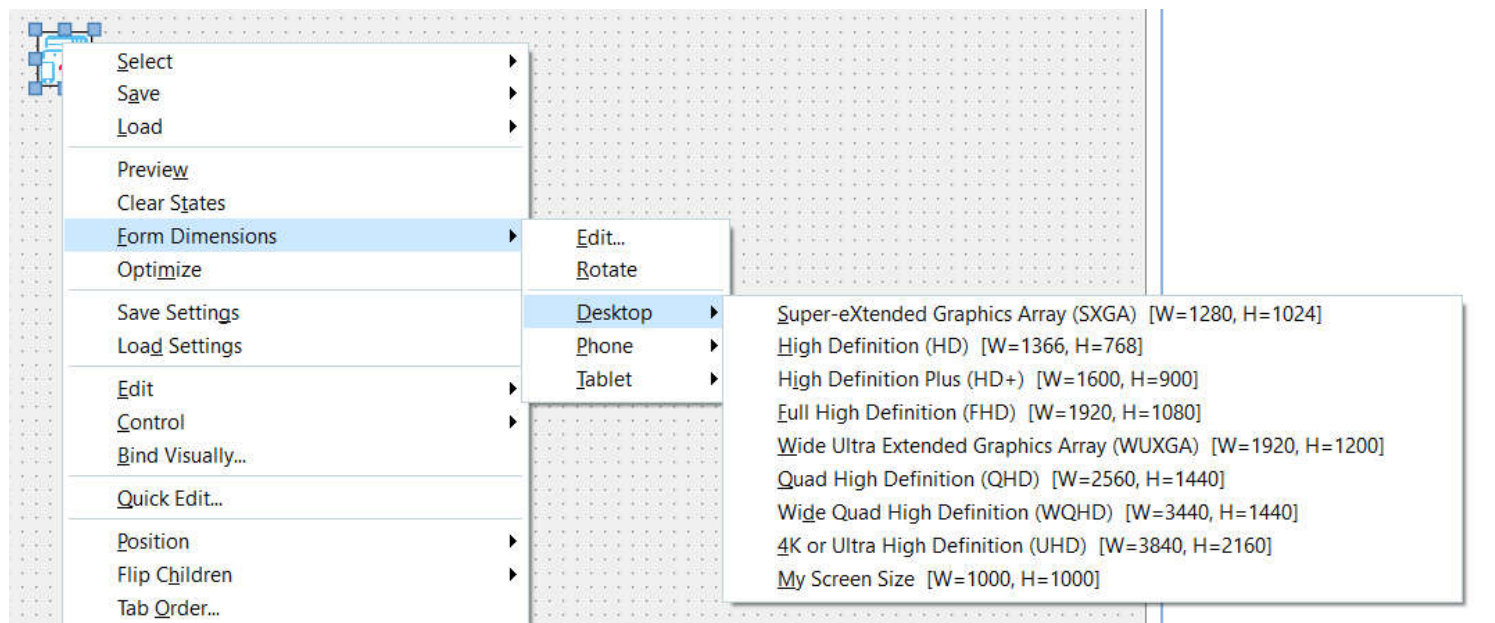 Select
Save
Load
Preview
Clear States
Form Dimensions
Optimize
Save Settings
Load Settings
Edit
Control
Bind Visually...
Quick Edit...
Position
Flip Children
Tab Order...
Edit...
Rotate
Desktop
Phone
Tablet
Super-eXtended Graphics Array (SXGA) [W=1280, H=1024]
High Definition (HD) [W=1366, H=768]
High Definition Plus (HD+) [W=1600, H=900]
Full High Definition (FHD) [W=1920, H=1080]
Wide Ultra Extended Graphics Array (WUXGA) [W=1920, H=1200]
Quad High Definition (QHD) [W=2560, H=1440]
Wide Quad High Definition (WQHD) [W=3440, H=1440]
4K or Ultra High Definition (UHD) [W=3840, H=2160]
My Screen Size [W=1000, H=1000]